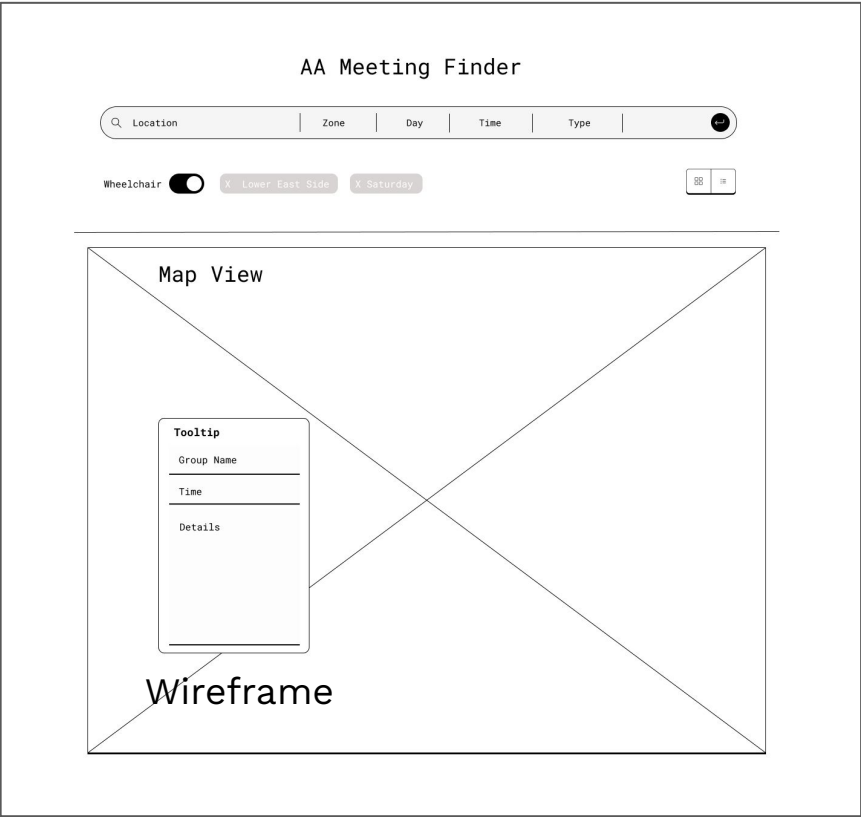 AA Meeting Finder
Location Zone Day Time Type
Wheelchair X Lower East Side X Saturday
Map View
Tooltip
Group Name
Time
Details
Wireframe